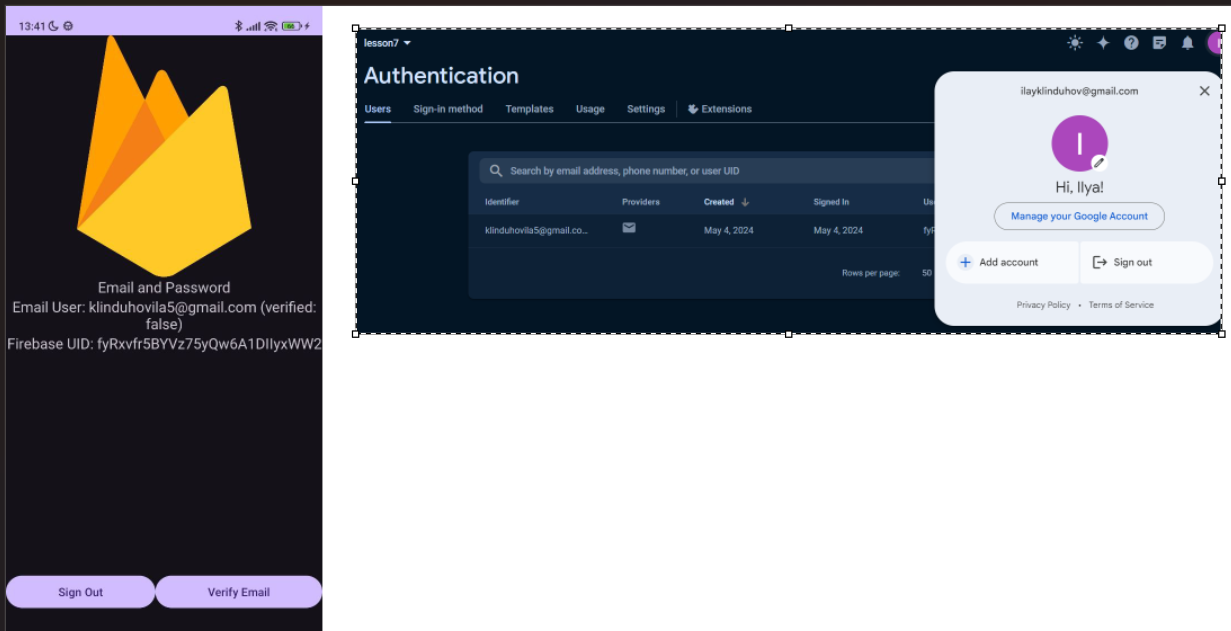 13:41
Email and Password
Email User: klinduhovila5@gmail.com (verified:
false)
Firebase UID: fyRxvfr5BYVz75yQw6A1DIIyxWW2
Sign Out
Verify Email
lesson7
Authentication
Users Sign-in method Templates Usage Settings Extensions
Search by email address, phone number, or user UID
Identifier Providers Created Signed In
klinduhovila5@gmail.co... May 4, 2024 May 4, 2024
Rows per page: 50
ilayklinduhov@gmail.com
I
Hi, Ilya!
Manage your Google Account
Add account
Sign out
Privacy Policy • Terms of Service